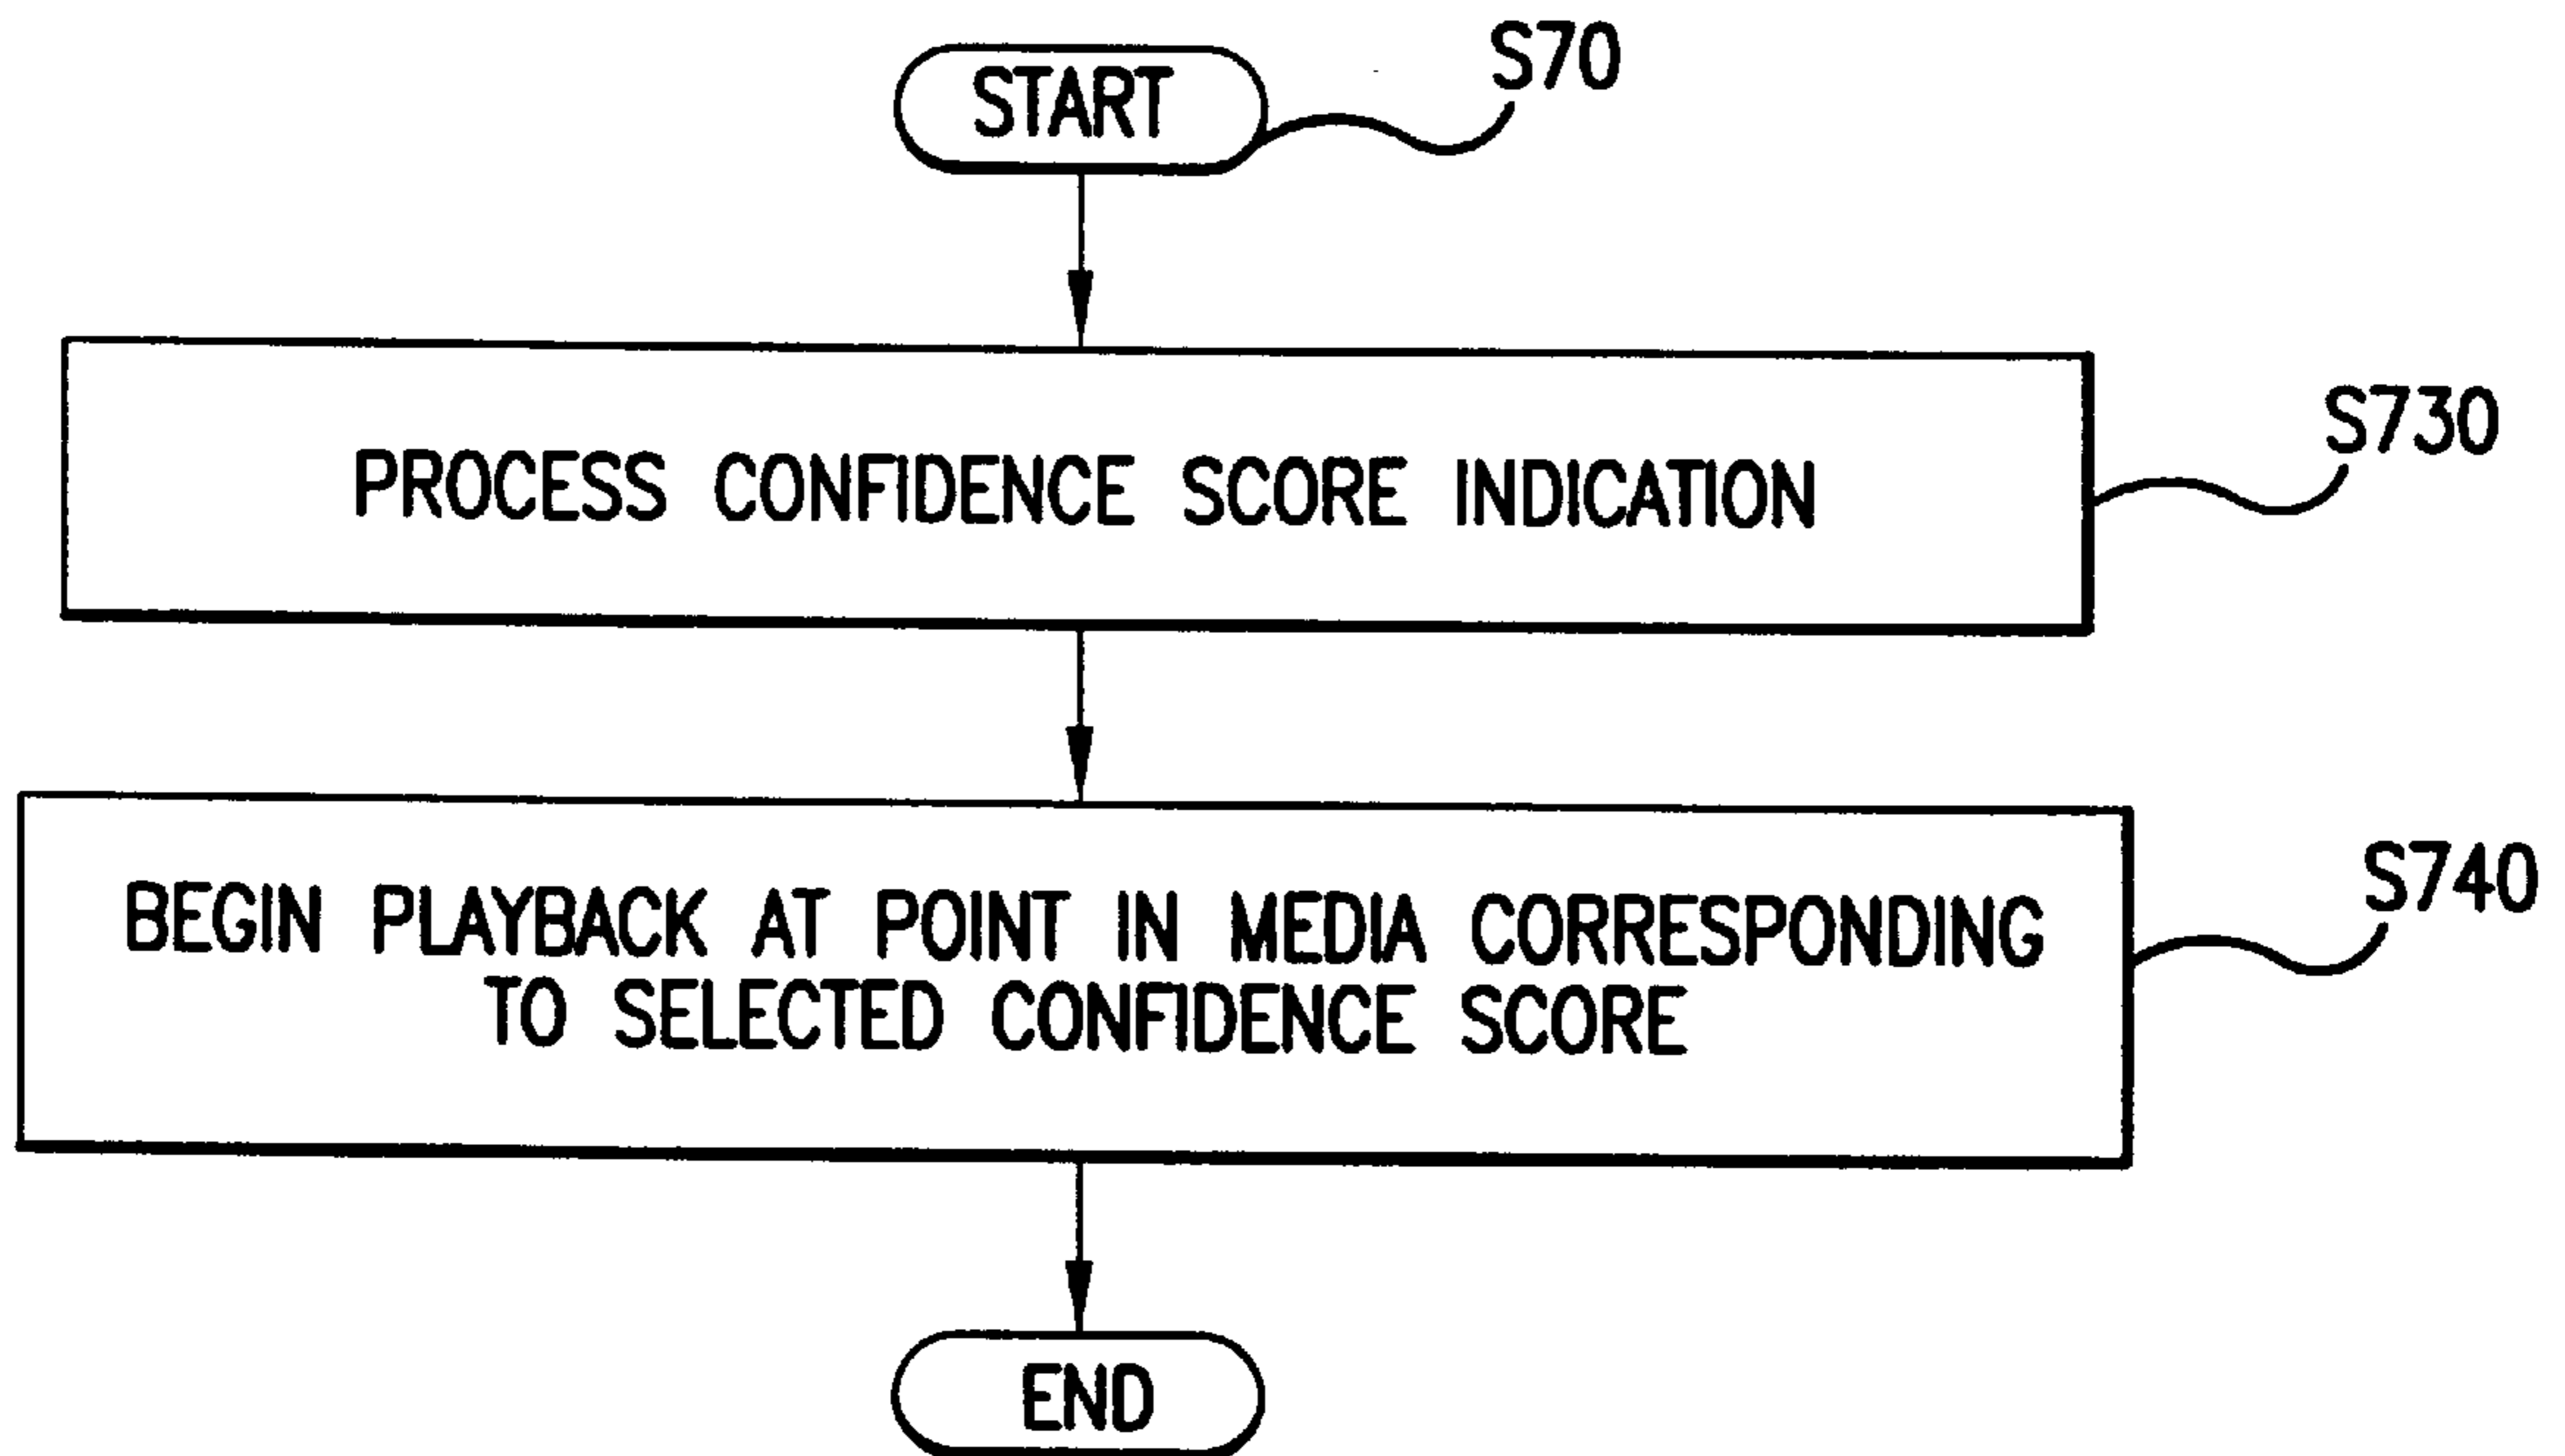 START
S70
PROCESS CONFIDENCE SCORE INDICATION
S730
BEGIN PLAYBACK AT POINT IN MEDIA CORRESPONDING
TO SELECTED CONFIDENCE SCORE
S740
END